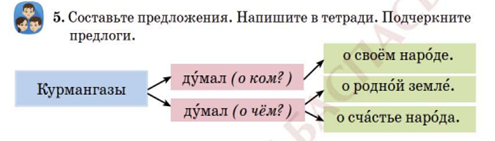 5. Составьте предложения. Напишите в тетради. Подчеркните
предлоги.
Курмангазы
ду́мал (о ком?)
ду́мал (о чём?)
о своём наро́де.
о родно́й земле́.
о сча́стье наро́да.